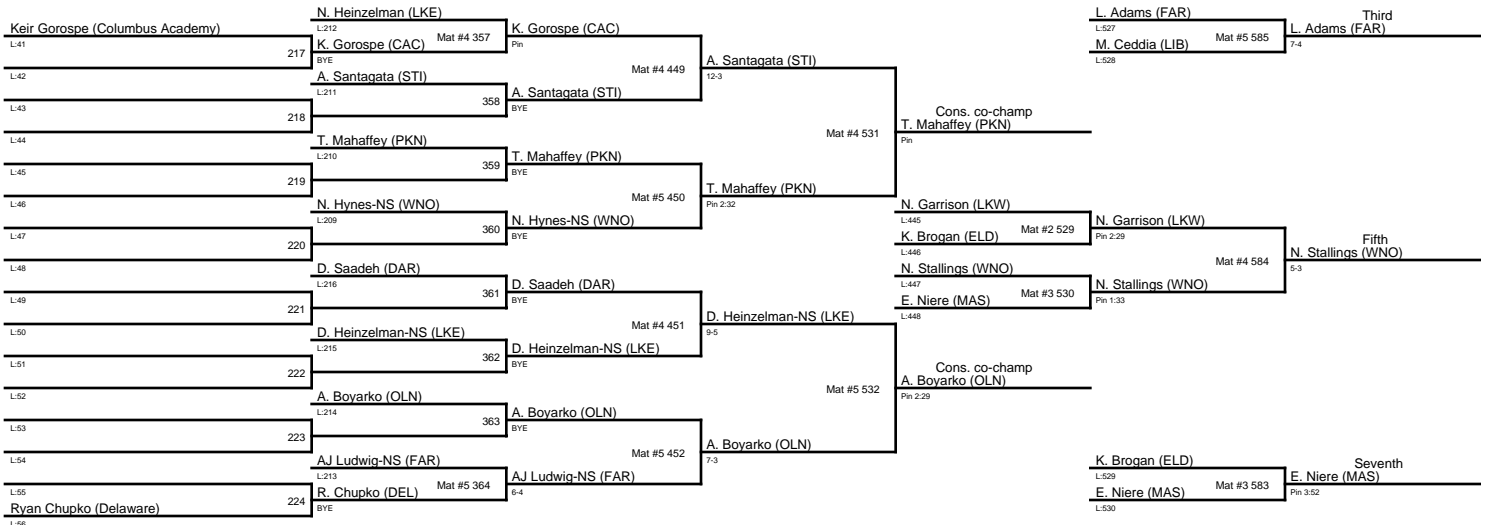 Keir Gorospe (Columbus Academy)
L:41
217
L:42
L:43
218
L:44
L:45
219
L:46
L:47
220
L:48
L:49
221
L:50
L:51
222
L:52
L:53
223
L:54
L:55
224
Ryan Chupko (Delaware)
L:56
N. Heinzelman (LKE)
L:212
Mat #4 357
K. Gorospe (CAC)
BYE
A. Santagata (STI)
L:211
358
T. Mahaffey (PKN)
L:210
359
N. Hynes-NS (WNO)
L:209
360
D. Saadeh (DAR)
L:216
361
D. Heinzelman-NS (LKE)
L:215
362
A. Boyarko (OLN)
L:214
363
AJ Ludwig-NS (FAR)
L:213
Mat #5 364
R. Chupko (DEL)
BYE
K. Gorospe (CAC)
Pin
Mat #4 449
A. Santagata (STI)
BYE
T. Mahaffey (PKN)
BYE
Mat #5 450
N. Hynes-NS (WNO)
BYE
D. Saadeh (DAR)
BYE
Mat #4 451
D. Heinzelman-NS (LKE)
BYE
A. Boyarko (OLN)
BYE
Mat #5 452
AJ Ludwig-NS (FAR)
6-4
A. Santagata (STI)
12-3
Mat #4 531
T. Mahaffey (PKN)
Pin 2:32
D. Heinzelman-NS (LKE)
9-5
Mat #5 532
A. Boyarko (OLN)
7-3
Cons. co-champ
T. Mahaffey (PKN)
Pin
N. Garrison (LKW)
L:445
Mat #2 529
K. Brogan (ELD)
L:446
N. Stallings (WNO)
L:447
Mat #3 530
E. Niere (MAS)
L:448
Cons. co-champ
A. Boyarko (OLN)
Pin 2:29
L. Adams (FAR)
L:527
Mat #5 585
M. Ceddia (LIB)
L:528
Third
L. Adams (FAR)
7-4
N. Garrison (LKW)
Pin 2:29
Mat #4 584
N. Stallings (WNO)
Pin 1:33
Fifth
N. Stallings (WNO)
5-3
K. Brogan (ELD)
L:529
Mat #3 583
E. Niere (MAS)
L:530
Seventh
E. Niere (MAS)
Pin 3:52